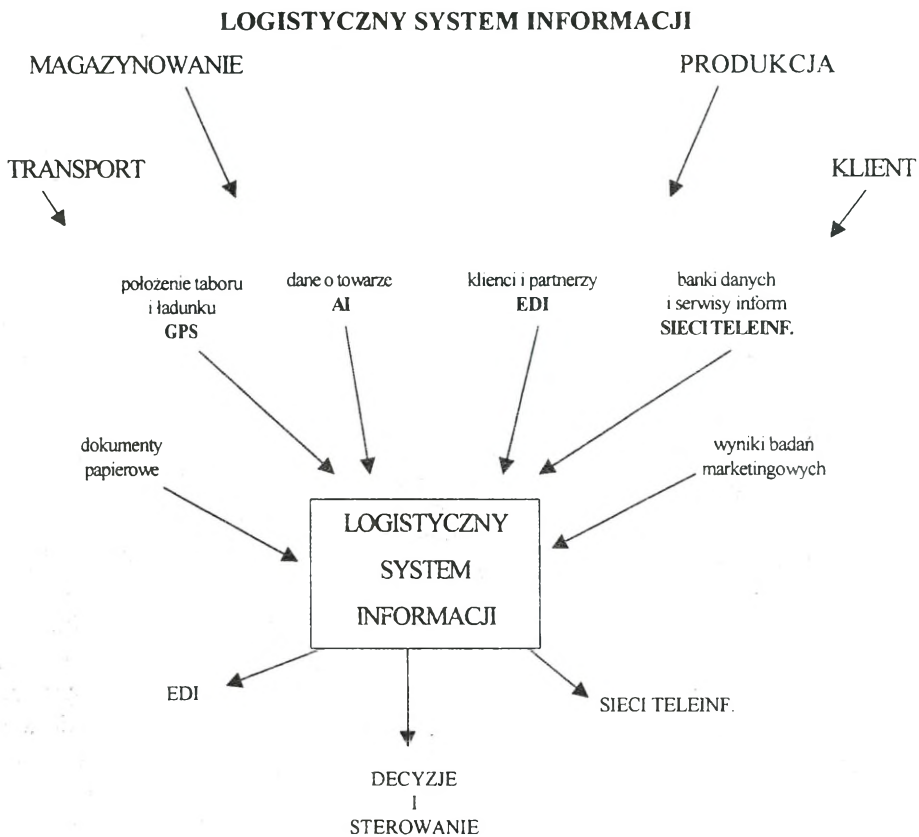 LOGISTYCZNY SYSTEM INFORMACJI
MAGAZYNOWANIE
PRODUKCJA
TRANSPORT
KLIENT
położenie taboru
i ładunku
GPS
dane o towarze
AI
klienci i partnerzy
EDI
banki danych
i serwisy inform
SIECI TELEINF.
dokumenty
papierowe
wyniki badań
marketingowych
LOGISTYCZNY
SYSTEM
INFORMACJI
EDI
SIECI TELEINF.
DECYZJE
I
STEROWANIE